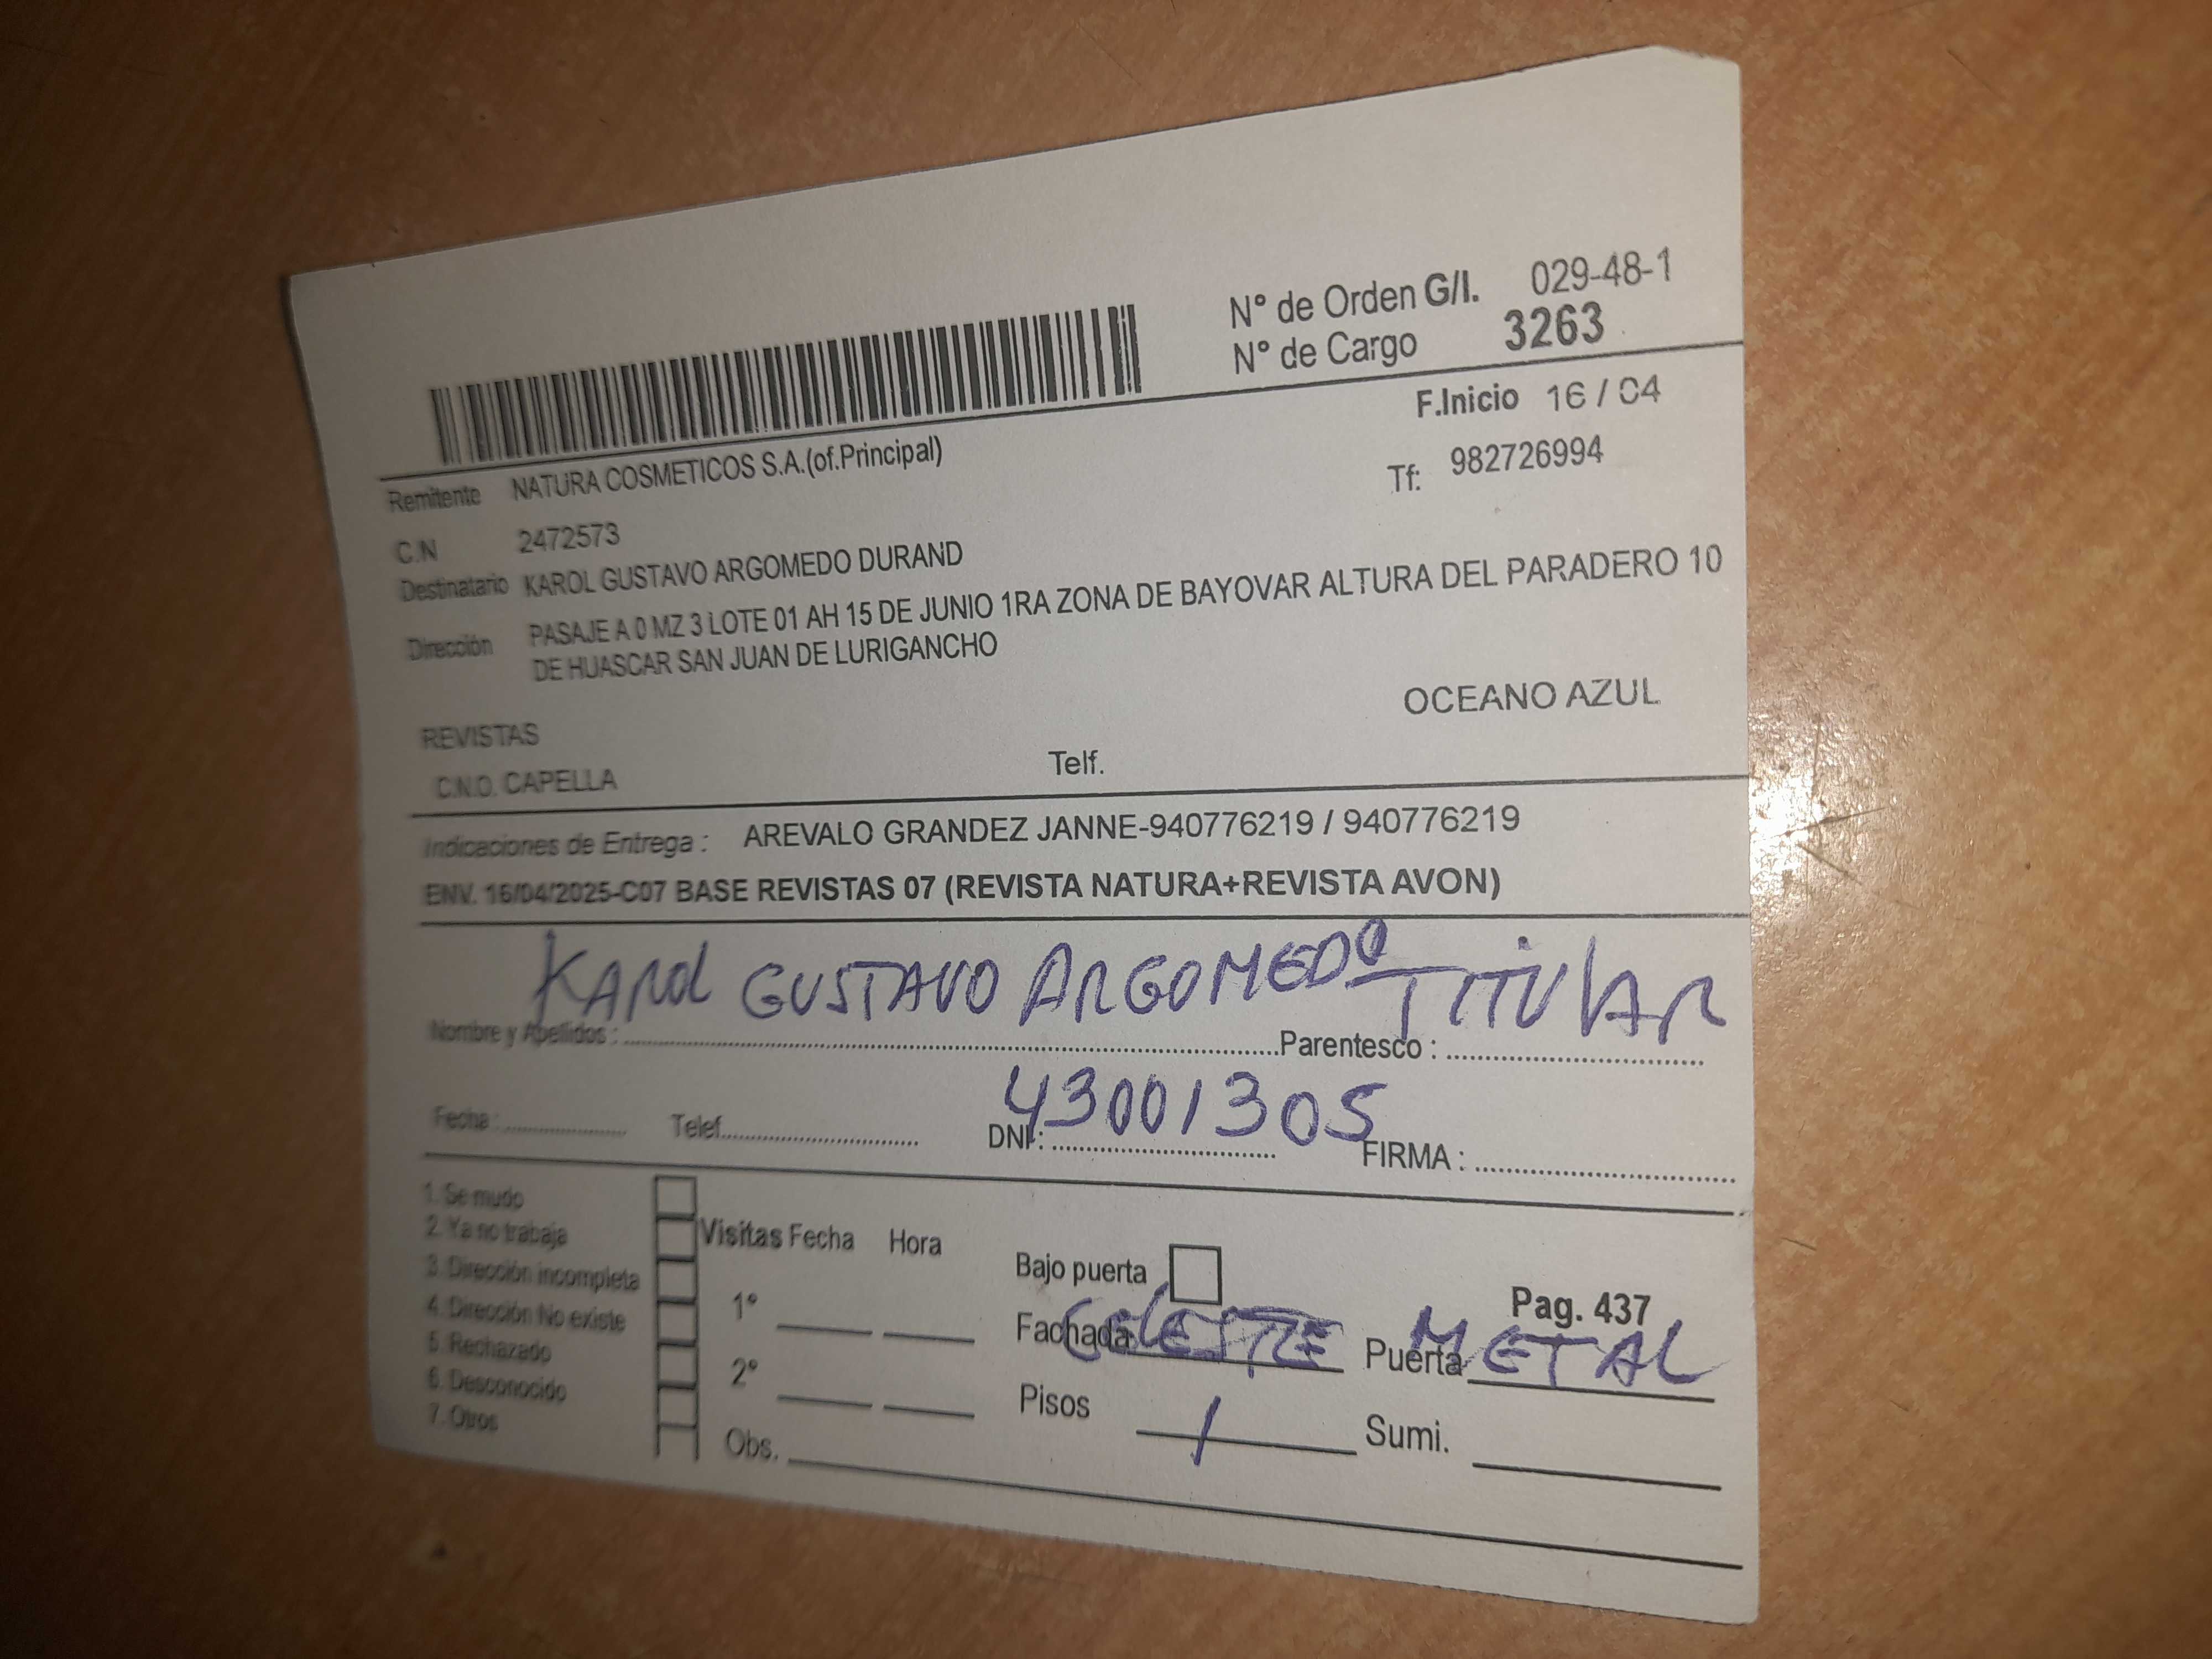 N° de Orden G/I. 029-48-1
N° de Cargo 3263
F.Inicio 16 / 04
Remitente NATURA COSMETICOS S.A.(of.Principal)
Tf: 982726994
C.N 2472573
Destinatario KAROL GUSTAVO ARGOMEDO DURAND
Dirección PASAJE A 0 MZ 3 LOTE 01 AH 15 DE JUNIO 1RA ZONA DE BAYOVAR ALTURA DEL PARADERO 10
DE HUASCAR SAN JUAN DE LURIGANCHO
OCEANO AZUL
REVISTAS
C.N.O. CAPELLA Telf.
Indicaciones de Entrega : AREVALO GRANDEZ JANNE-940776219 / 940776219
ENV. 16/04/2025-C07 BASE REVISTAS 07 (REVISTA NATURA+REVISTA AVON)
KAROL GUSTAVO ARGOMEDO TITULAR
Nombre y Apellidos : Parentesco :
43001305
Fecha : Telef. DNI : FIRMA :
1. Se mudo
2. Ya no trabaja
3. Dirección incompleta
4. Dirección No existe
5. Rechazado
6. Desconocido
7. Otros
Visitas Fecha Hora
1°
2°
Obs.
Bajo puerta
Pag. 437
Fachada CELESTE Puerta METAL
Pisos 1 Sumi.